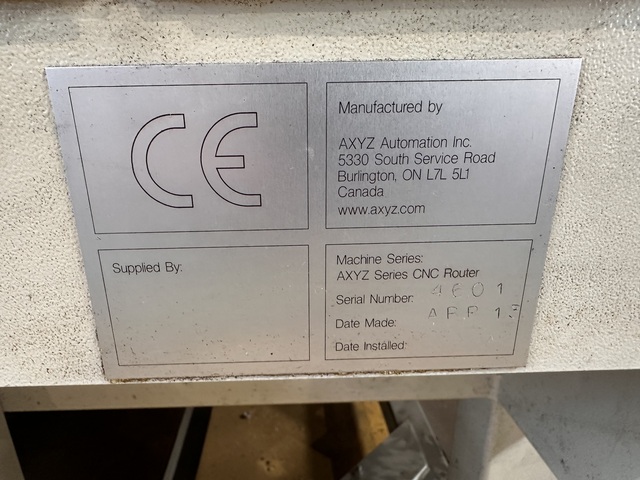 CE
Manufactured by
AXYZ Automation Inc.
5330 South Service Road
Burlington, ON L7L 5L1
Canada
www.axyz.com
Supplied By:
Machine Series:
AXYZ Series CNC Router
Serial Number: 4601
Date Made: APR 13
Date Installed: